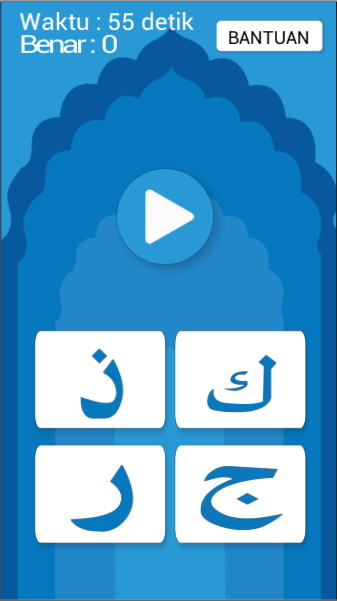 Waktu : 55 detik
Benar : 0
BANTUAN
ذ
ك
ر
ج